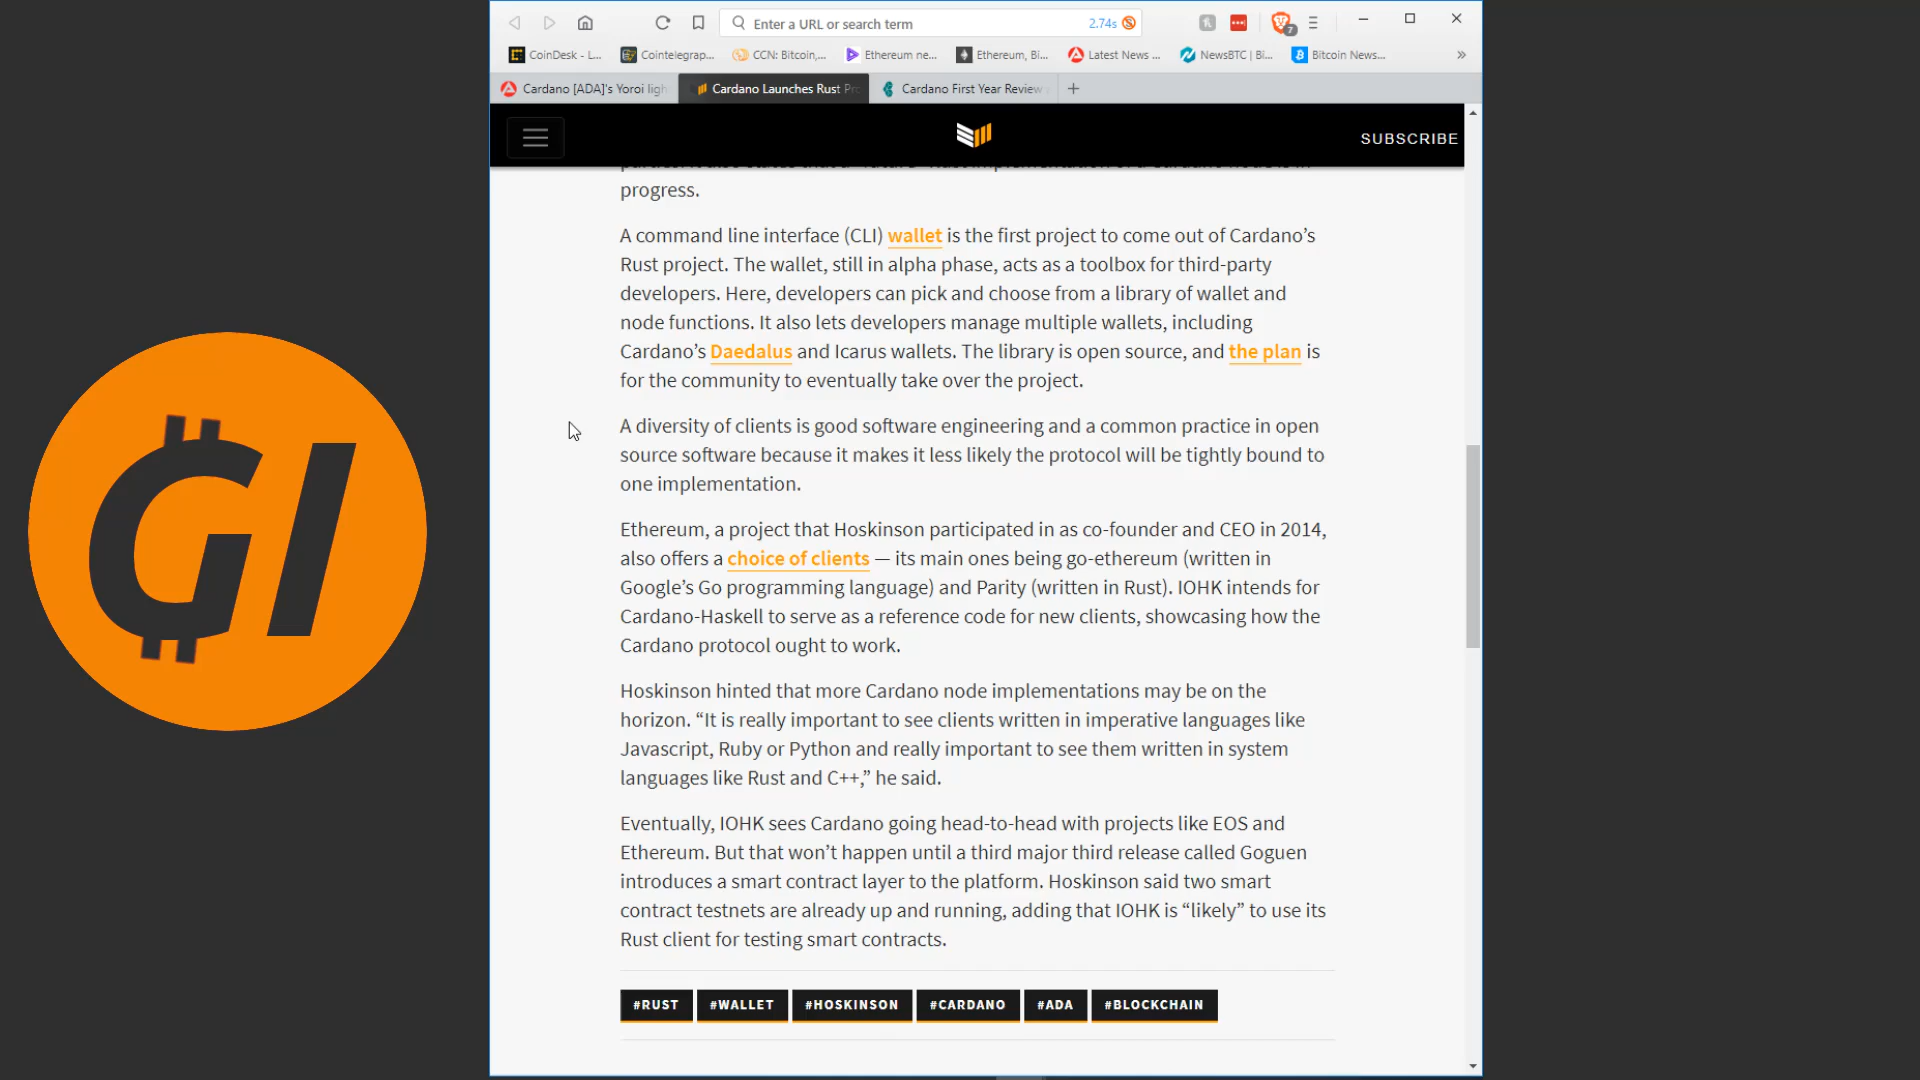 Enter a URL or search term
2.74s
7
CoinDesk - L...
Cointelegrap...
CCN: Bitcoin,...
Ethereum ne...
Ethereum, Bi...
Latest News ...
NewsBTC | Bi...
Bitcoin News...
Cardano [ADA]'s Yoroi ligh
Cardano Launches Rust Pr
Cardano First Year Review
SUBSCRIBE
progress.
A command line interface (CLI) wallet is the first project to come out of Cardano’s
Rust project. The wallet, still in alpha phase, acts as a toolbox for third-party
developers. Here, developers can pick and choose from a library of wallet and
node functions. It also lets developers manage multiple wallets, including
Cardano’s Daedalus and Icarus wallets. The library is open source, and the plan is
for the community to eventually take over the project.
A diversity of clients is good software engineering and a common practice in open
source software because it makes it less likely the protocol will be tightly bound to
one implementation.
Ethereum, a project that Hoskinson participated in as co-founder and CEO in 2014,
also offers a choice of clients — its main ones being go-ethereum (written in
Google’s Go programming language) and Parity (written in Rust). IOHK intends for
Cardano-Haskell to serve as a reference code for new clients, showcasing how the
Cardano protocol ought to work.
Hoskinson hinted that more Cardano node implementations may be on the
horizon. “It is really important to see clients written in imperative languages like
Javascript, Ruby or Python and really important to see them written in system
languages like Rust and C++,” he said.
Eventually, IOHK sees Cardano going head-to-head with projects like EOS and
Ethereum. But that won’t happen until a third major third release called Goguen
introduces a smart contract layer to the platform. Hoskinson said two smart
contract testnets are already up and running, adding that IOHK is “likely” to use its
Rust client for testing smart contracts.
#RUST
#WALLET
#HOSKINSON
#CARDANO
#ADA
#BLOCKCHAIN
GI